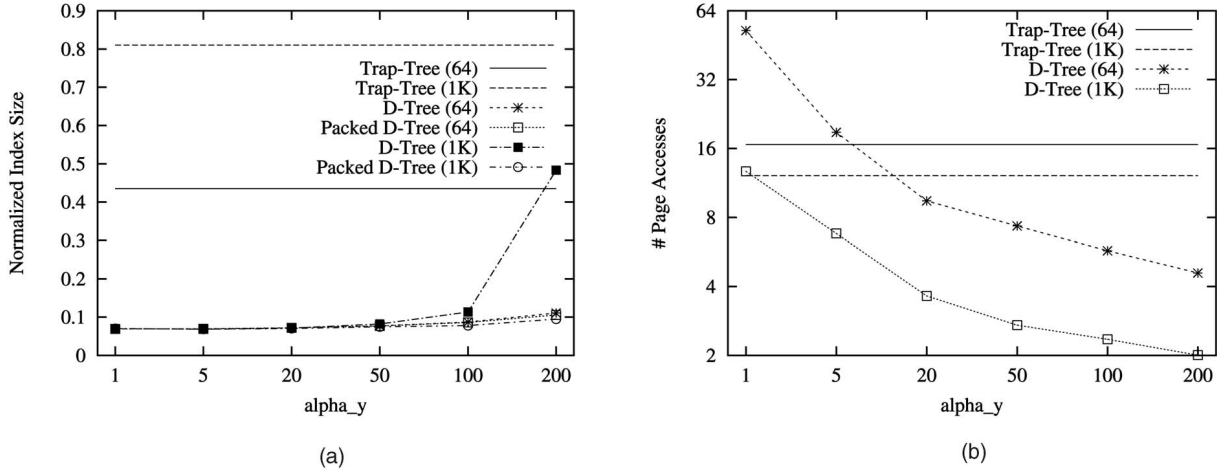 0.9
0.8
0.7
0.6
0.5
0.4
0.3
0.2
0.1
0
Normalized Index Size
Trap-Tree (64)
Trap-Tree (1K)
D-Tree (64)
Packed D-Tree (64)
D-Tree (1K)
Packed D-Tree (1K)
1 5 20 50 100 200
alpha_y
(a)
64
32
16
8
4
2
# Page Accesses
Trap-Tree (64)
Trap-Tree (1K)
D-Tree (64)
D-Tree (1K)
1 5 20 50 100 200
alpha_y
(b)